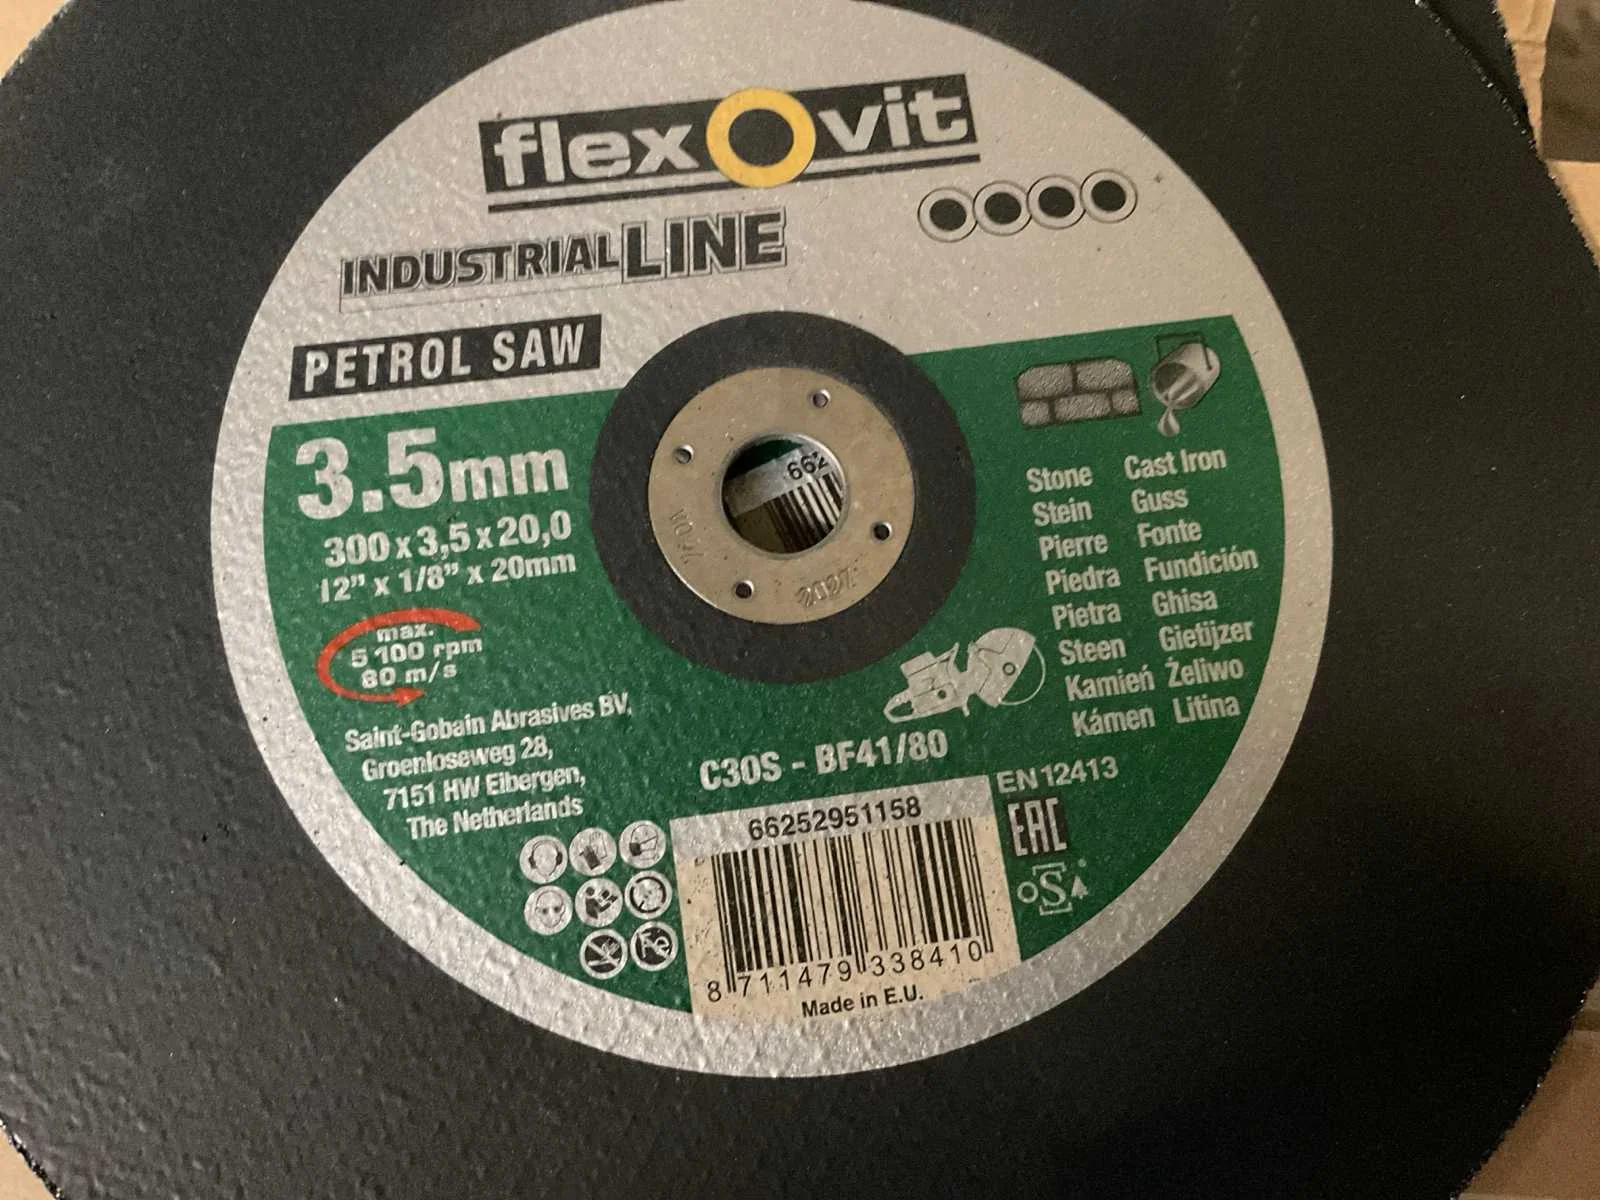 flexovit
INDUSTRIAL LINE
PETROL SAW
3.5mm
300 x 3,5 x 20,0
12” x 1/8” x 20mm
max.
5 100 rpm
80 m/s
Saint-Gobain Abrasives BV,
Groenloseweg 28,
7151 HW Eibergen,
The Netherlands
662
Stone Cast Iron
Stein Guss
Pierre Fonte
Piedra Fundición
Pietra Ghisa
Steen Gietijzer
Kamień Żeliwo
Kámen Litina
C30S - BF41/80
EN 12413
EAC
oSa
66252951158
8 711479 338410
Made in E.U.